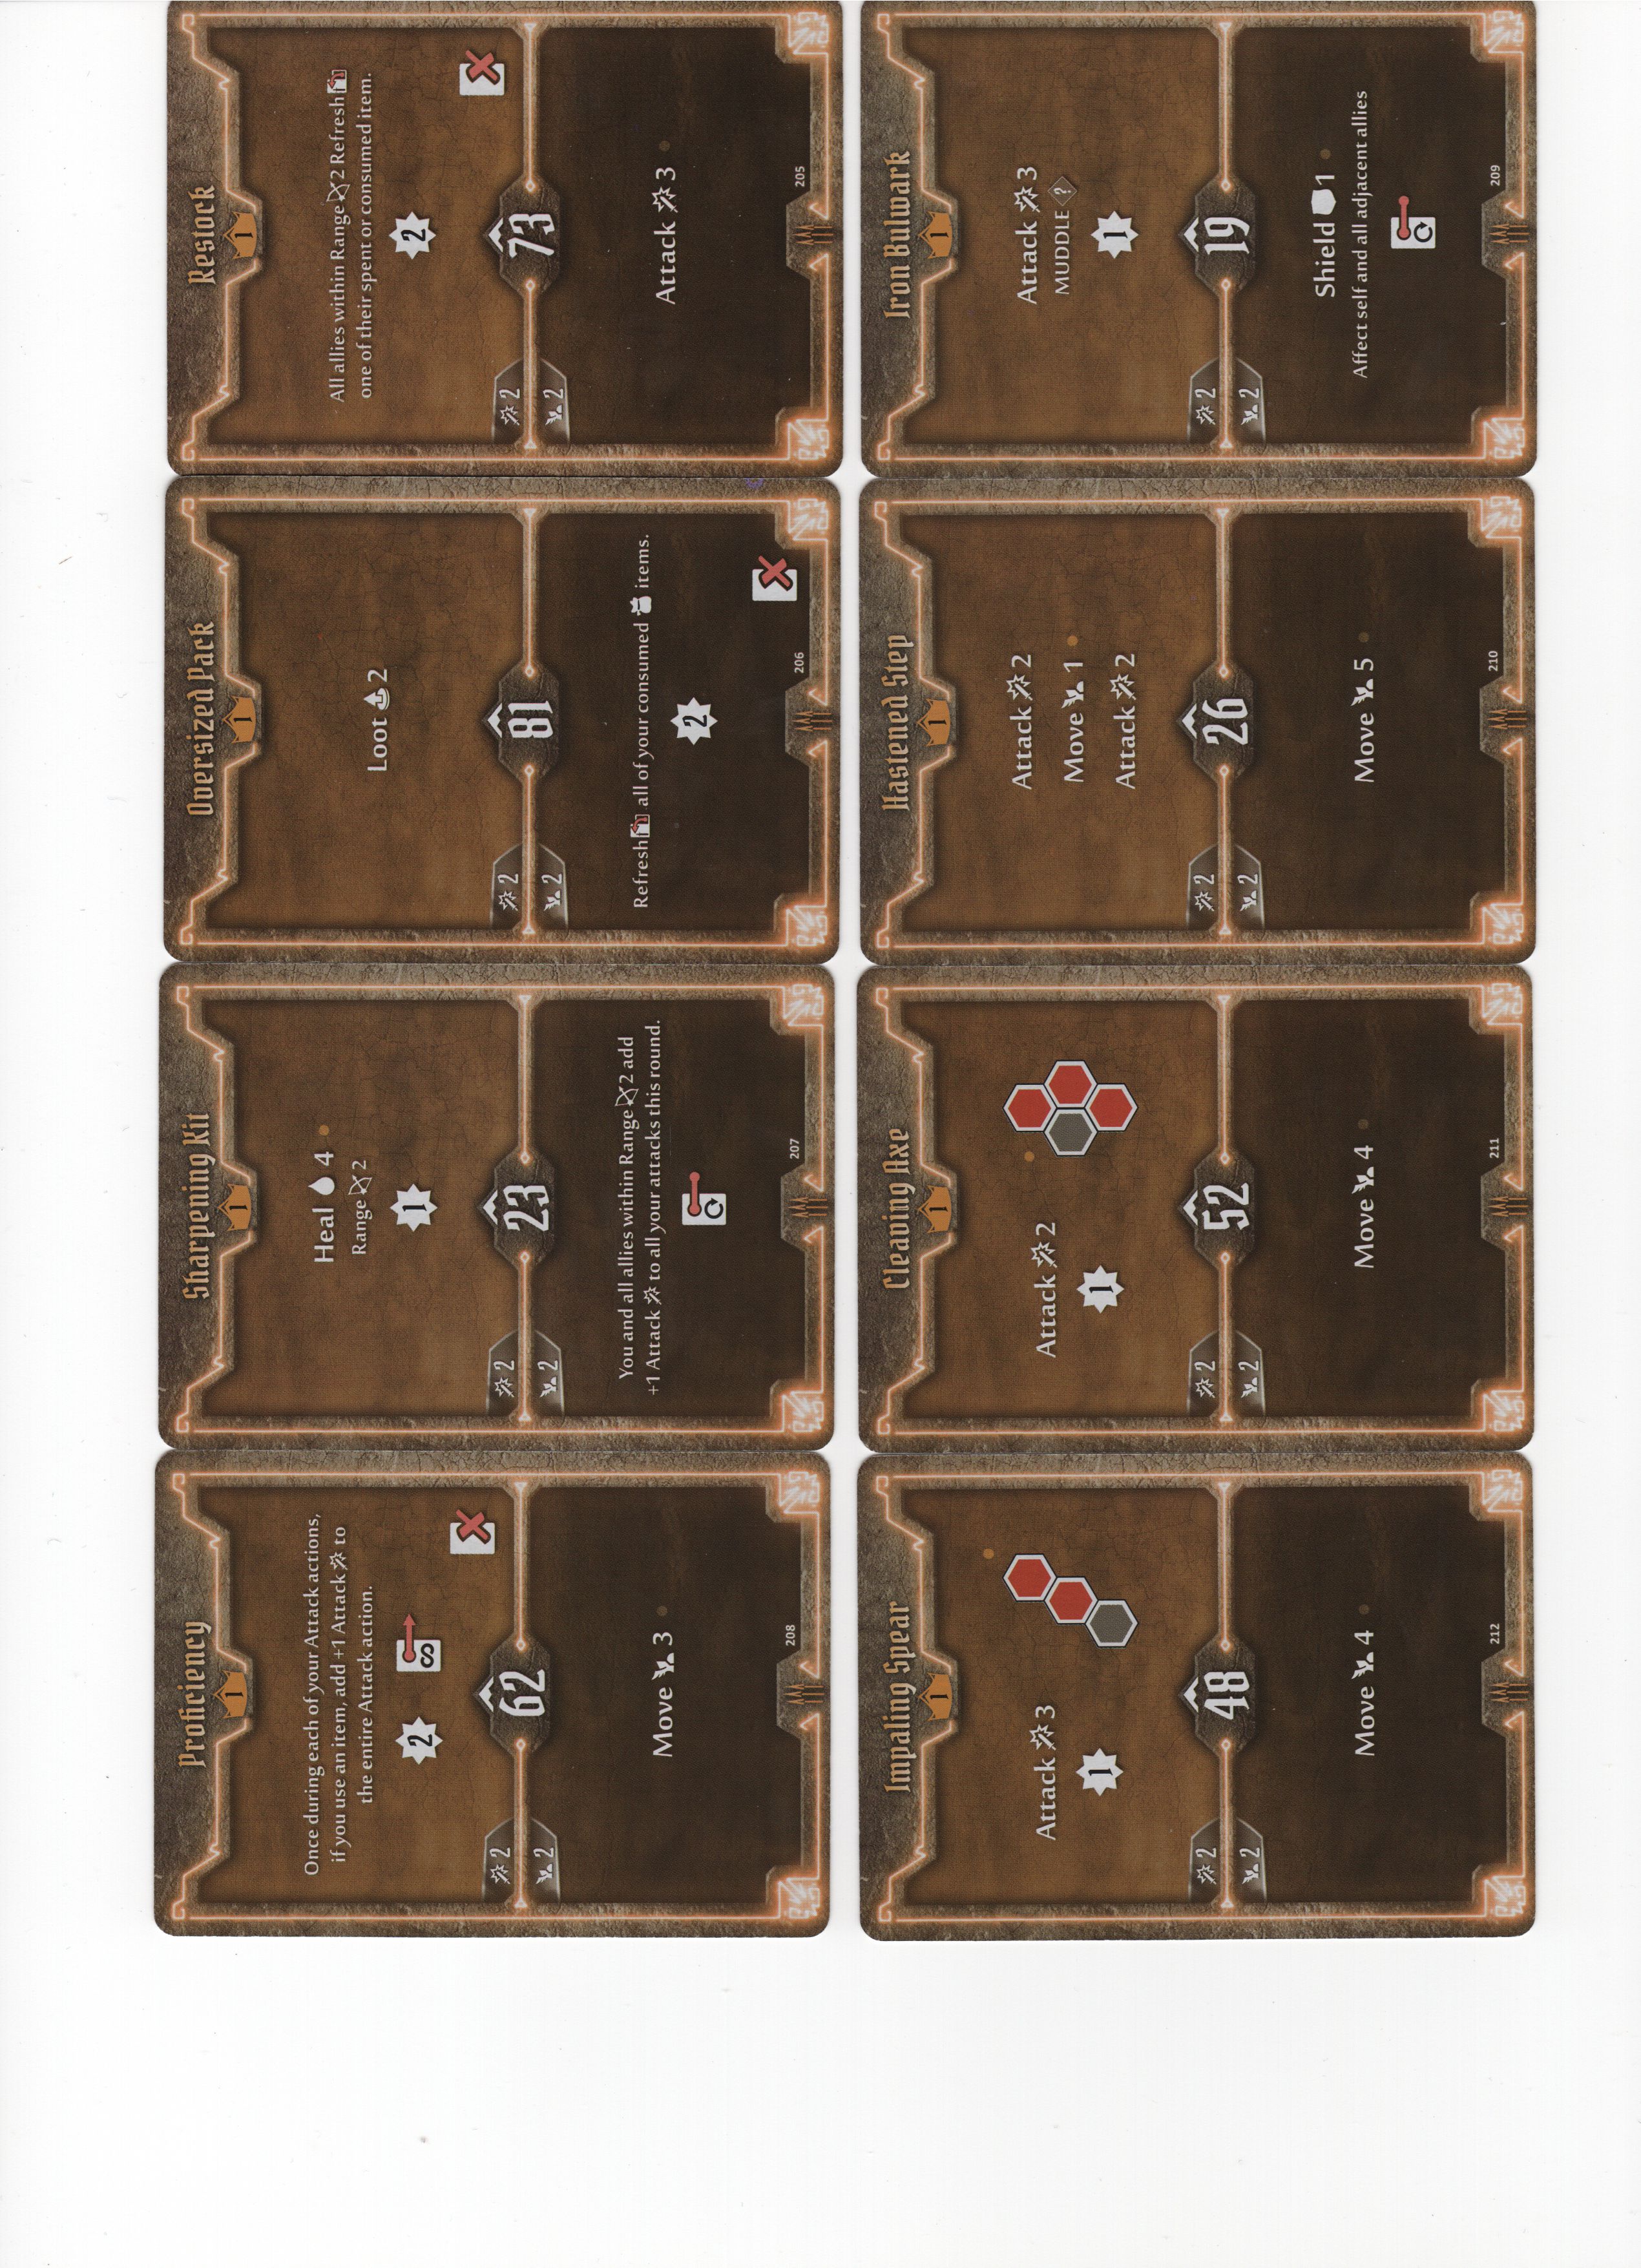 Proficiency
1
Once during each of your Attack actions,
if you use an item, add +1 Attack to
the entire Attack action.
2
2
62
2
Move 3
208
Sharpening Kit
1
Heal 4
Range 2
1
2
23
2
You and all allies within Range 2 add
+1 Attack to all your attacks this round.
207
Oversized Pack
1
Loot 2
2
81
2
Refresh all of your consumed items.
2
206
Restock
1
All allies within Range 2 Refresh
one of their spent or consumed item.
2
2
73
2
Attack 3
205
Impaling Spear
1
Attack 3
1
2
48
2
Move 4
212
Cleaving Axe
1
Attack 2
1
2
52
2
Move 4
211
Hastened Step
1
Attack 2
Move 1
Attack 2
2
26
2
Move 5
210
Iron Bulwark
1
Attack 3
MUDDLE ?
1
2
19
2
Shield 1
Affect self and all adjacent allies
209